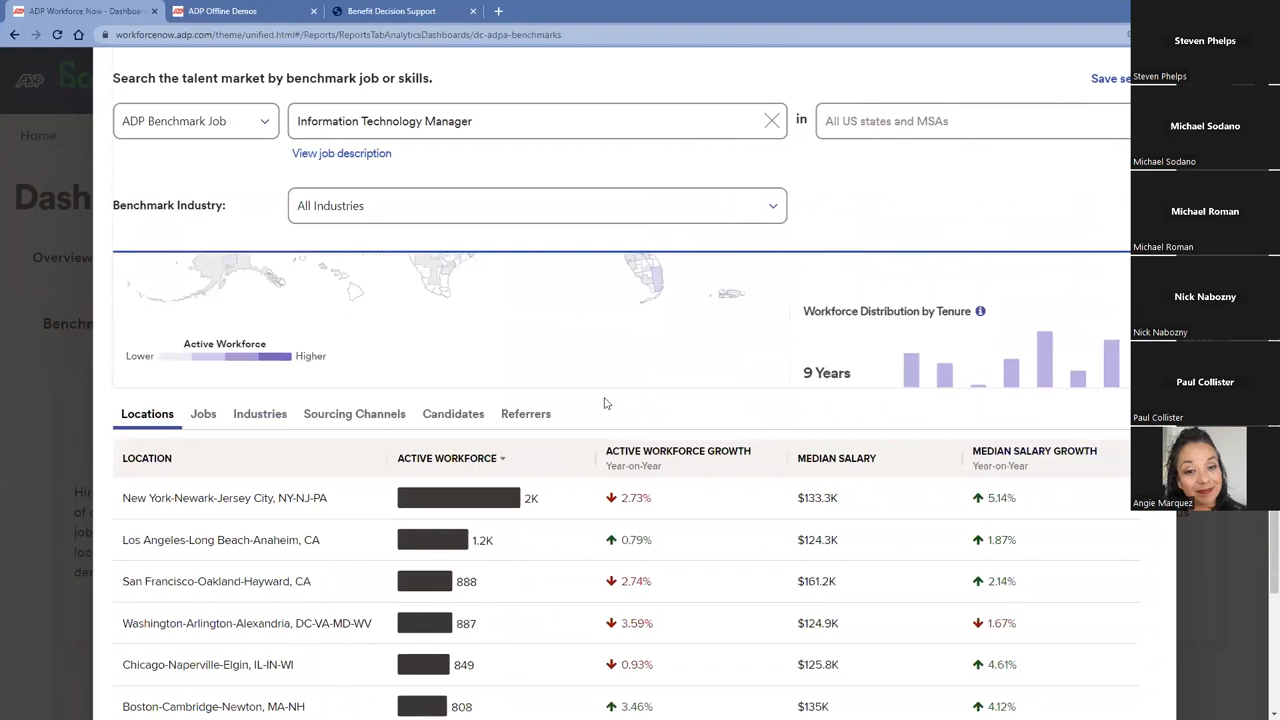 ADP Workforce Now - Dashboar
ADP Offline Demos
Benefit Decision Support
workforcenow.adp.com/theme/unified.html#/Reports/ReportsTabAnalyticsDashboards/dc-adpa-benchmarks
ADP
Home
Dash
Overview
Search the talent market by benchmark job or skills.
Save se
ADP Benchmark Job
Information Technology Manager
in
All US states and MSAs
View job description
Benchmark Industry:
All Industries
Active Workforce
Lower
Higher
Workforce Distribution by Tenure
9 Years
Locations
Jobs
Industries
Sourcing Channels
Candidates
Referrers
LOCATION
ACTIVE WORKFORCE
ACTIVE WORKFORCE GROWTH
Year-on-Year
MEDIAN SALARY
MEDIAN SALARY GROWTH
Year-on-Year
New York-Newark-Jersey City, NY-NJ-PA 2K 2.73% $133.3K 5.14%
Los Angeles-Long Beach-Anaheim, CA 1.2K 0.79% $124.3K 1.87%
San Francisco-Oakland-Hayward, CA 888 2.74% $161.2K 2.14%
Washington-Arlington-Alexandria, DC-VA-MD-WV 887 3.59% $124.9K 1.67%
Chicago-Naperville-Elgin, IL-IN-WI 849 0.93% $125.8K 4.61%
Boston-Cambridge-Newton, MA-NH 808 3.46% $135K 4.12%
Steven Phelps
Steven Phelps
Michael Sodano
Michael Sodano
Michael Roman
Michael Roman
Nick Nabozny
Nick Nabozny
Paul Collister
Paul Collister
Angie Marquez